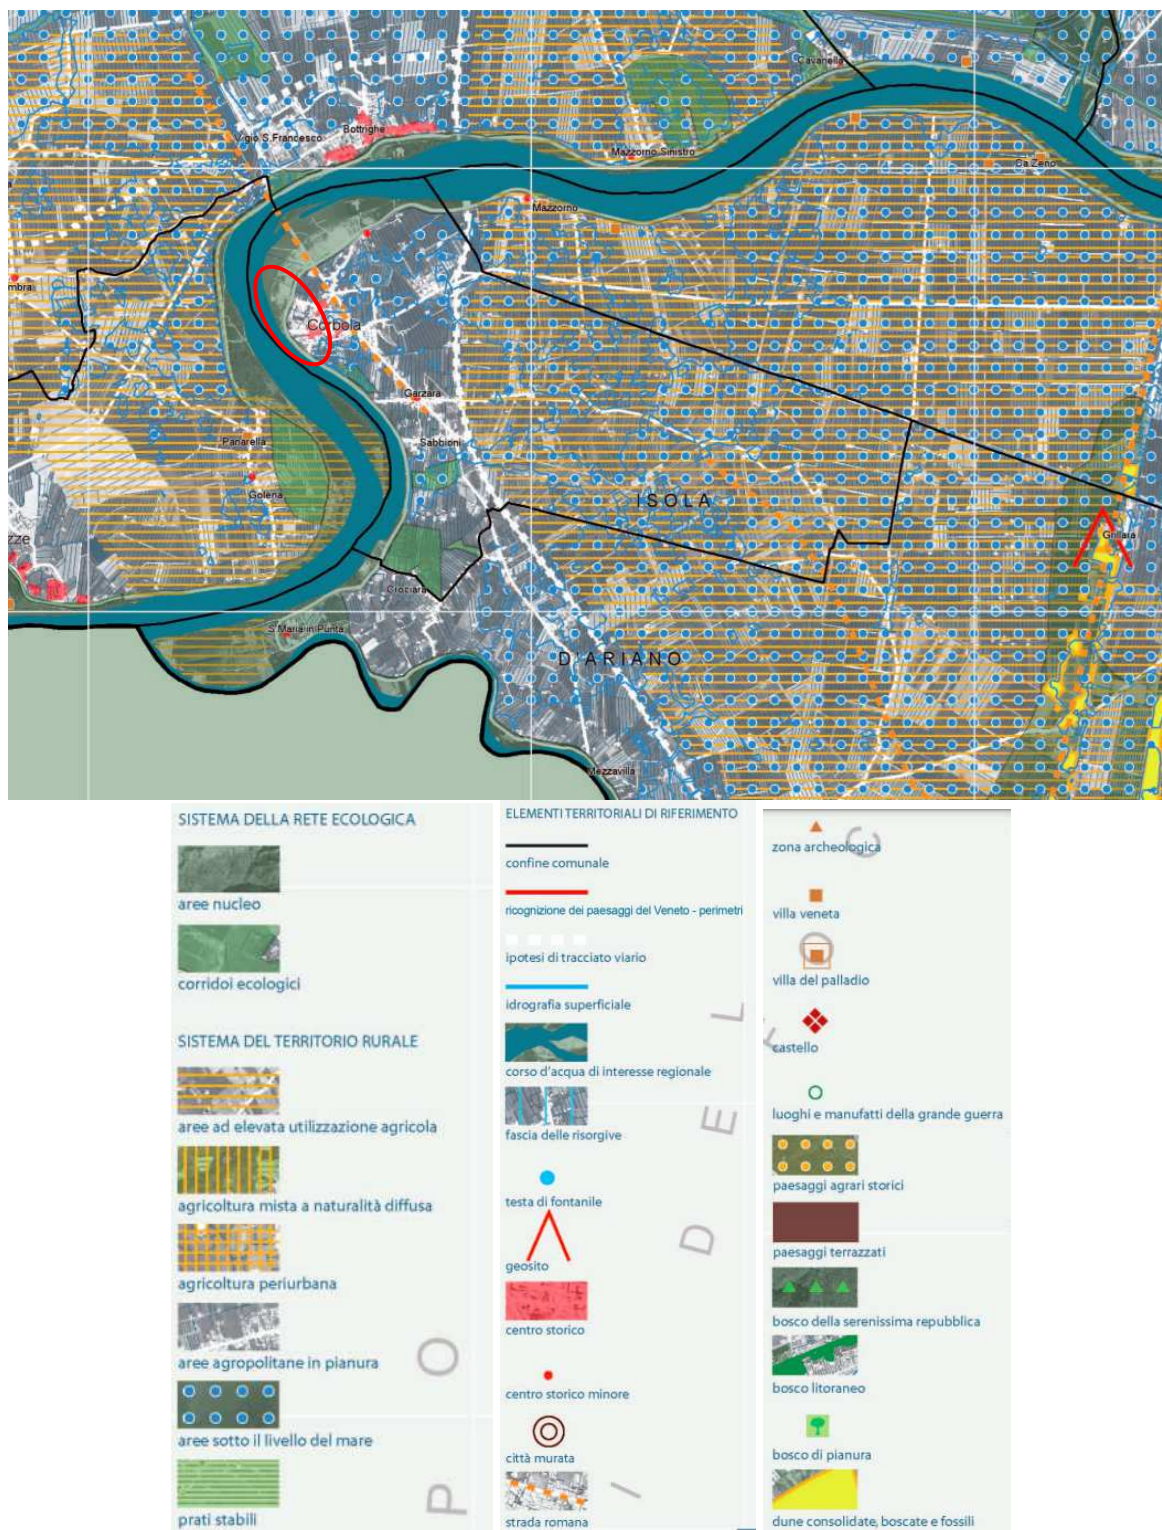 Cavanella
Bottrighe
V.gio S.Francesco
Mazzorno Sinistro
Ca Zeno
Mazzorno
mbra
Corbola
Garzara
Sabbioni
Panarella
Golena
ISOLA
zze
Grillara
Crociara
S.Maria in Punta
D'ARIANO
Mezzavilla
SISTEMA DELLA RETE ECOLOGICA
aree nucleo
corridoi ecologici
SISTEMA DEL TERRITORIO RURALE
aree ad elevata utilizzazione agricola
agricoltura mista a naturalità diffusa
agricoltura periurbana
aree agropolitane in pianura
aree sotto il livello del mare
prati stabili
P O
ELEMENTI TERRITORIALI DI RIFERIMENTO
confine comunale
ricognizione dei paesaggi del Veneto - perimetri
ipotesi di tracciato viario
idrografia superficiale
corso d'acqua di interesse regionale
fascia delle risorgive
testa di fontanile
geosito
centro storico
centro storico minore
città murata
strada romana
I D E L
zona archeologica
villa veneta
villa del palladio
castello
luoghi e manufatti della grande guerra
paesaggi agrari storici
paesaggi terrazzati
bosco della serenissima repubblica
bosco litoraneo
bosco di pianura
dune consolidate, boscate e fossili
C
O